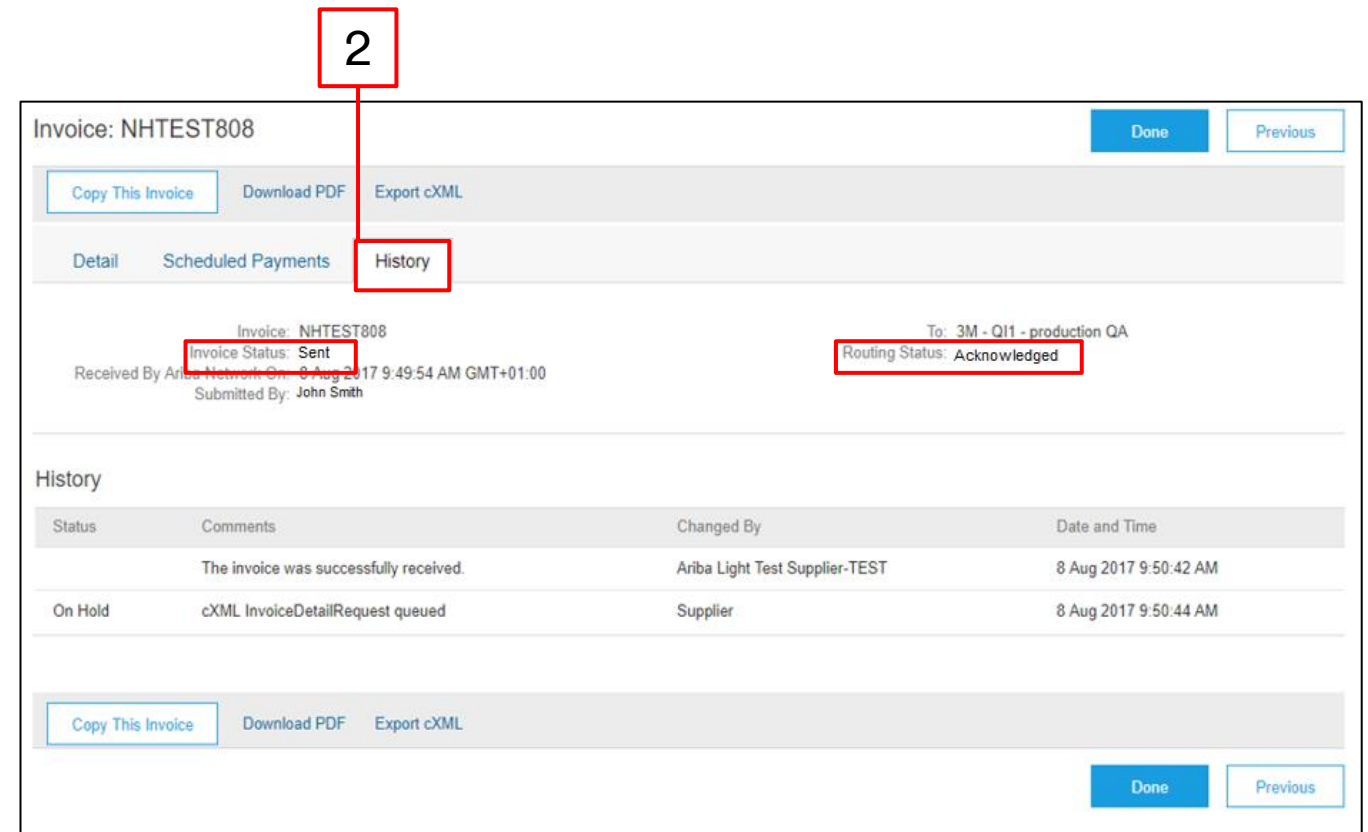 2
Invoice: NHTEST808 Done Previous
Copy This Invoice Download PDF Export cXML
Detail Scheduled Payments History
Invoice: NHTEST808 To: 3M - QI1 - production QA
Invoice Status: Sent Routing Status: Acknowledged
Received By Ariba Network On: 8 Aug 2017 9:49:54 AM GMT+01:00
Submitted By: John Smith
History
Status Comments Changed By Date and Time
The invoice was successfully received. Ariba Light Test Supplier-TEST 8 Aug 2017 9:50:42 AM
On Hold cXML InvoiceDetailRequest queued Supplier 8 Aug 2017 9:50:44 AM
Copy This Invoice Download PDF Export cXML
Done Previous